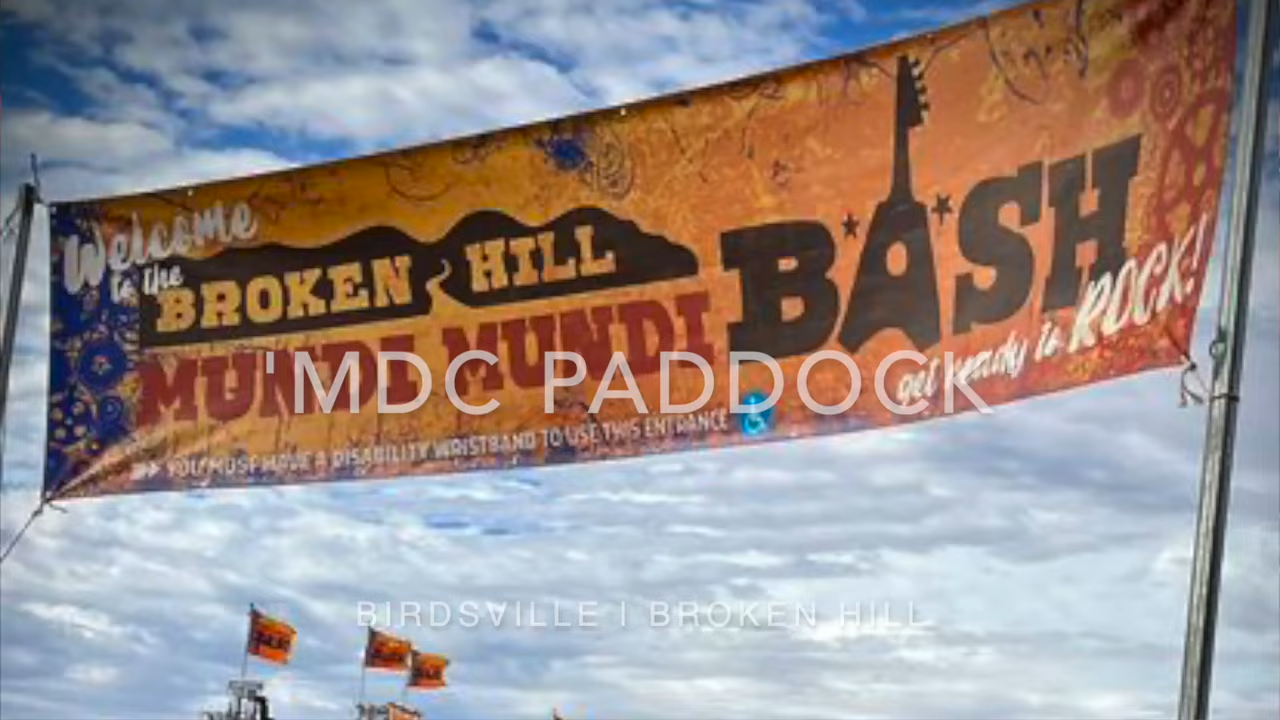 Welcome
to the
BROKEN HILL
MUNDI MUNDI
BASH
get ready to ROCK!
'MDC PADDOCK
YOU MUST HAVE A DISABILITY WRISTBAND TO USE THIS ENTRANCE
BIRDSVILLE | BROKEN HILL